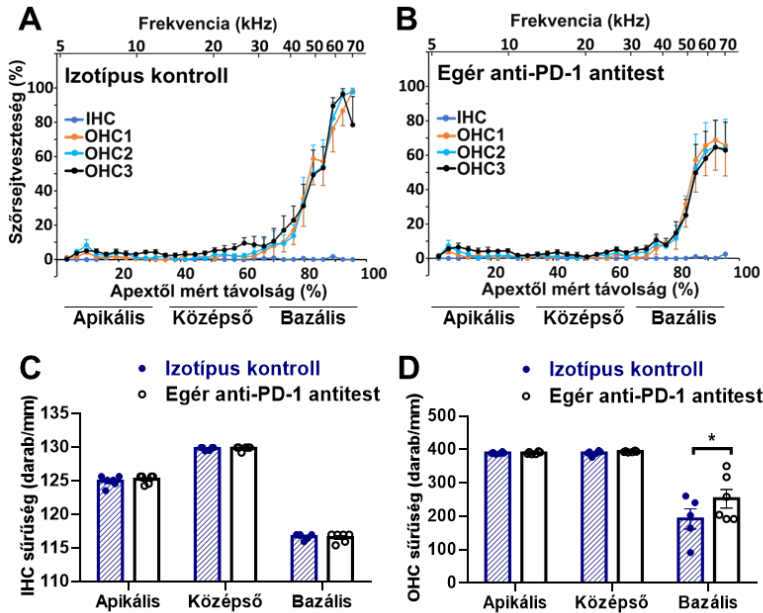 A
Frekvencia (kHz)
5 10 20 30 40 50 60 70
Izotípus kontroll
Szőrsejtveszteség (%)
100
80
60
40
20
0
IHC
OHC1
OHC2
OHC3
20 40 60 80 100
Apextől mért távolság (%)
Apikális Középső Bazális
B
Frekvencia (kHz)
5 10 20 30 40 50 60 70
Egér anti-PD-1 antitest
100
80
60
40
20
0
IHC
OHC1
OHC2
OHC3
20 40 60 80 100
Apextől mért távolság (%)
Apikális Középső Bazális
C
Izotípus kontroll
Egér anti-PD-1 antitest
IHC sűrűség (darab/mm)
135
130
125
120
115
110
Apikális Középső Bazális
D
Izotípus kontroll
Egér anti-PD-1 antitest
OHC sűrűség (darab/mm)
500
400
300
200
100
0
*
Apikális Középső Bazális